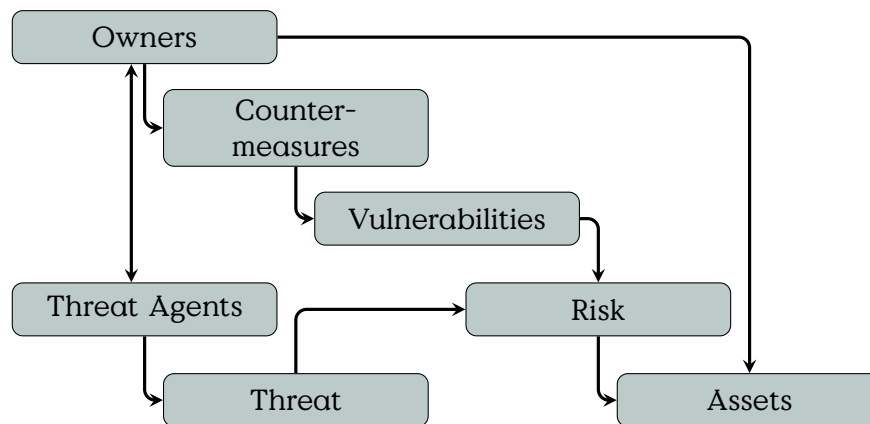 Owners
Counter-
measures
Vulnerabilities
Threat Agents
Risk
Threat
Assets